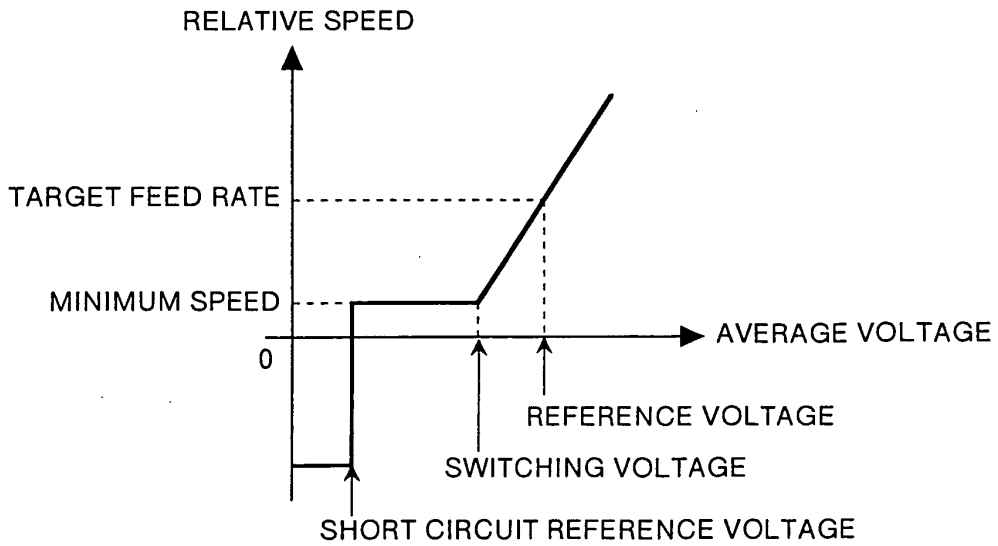 RELATIVE SPEED
TARGET FEED RATE
MINIMUM SPEED
AVERAGE VOLTAGE
0
REFERENCE VOLTAGE
SWITCHING VOLTAGE
SHORT CIRCUIT REFERENCE VOLTAGE